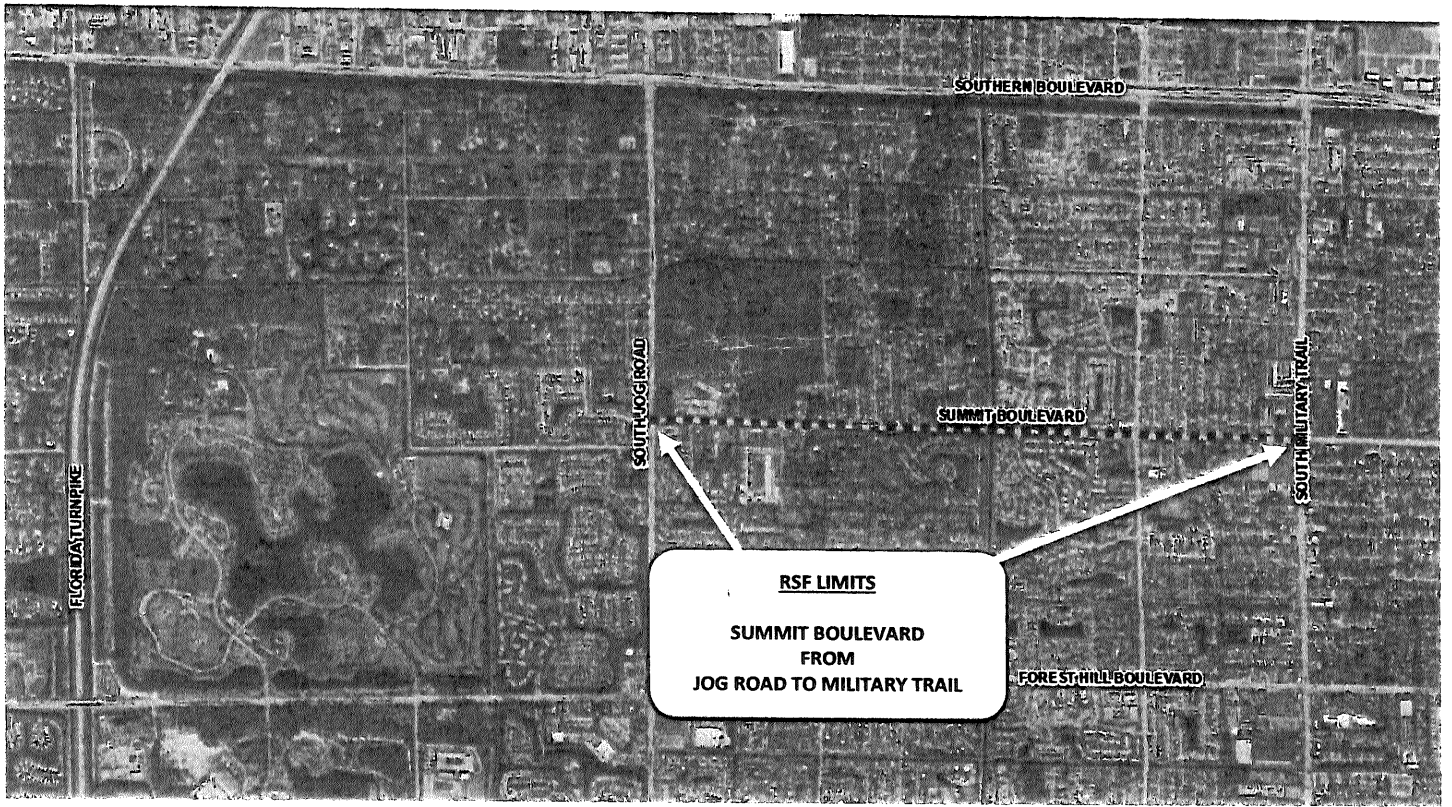 SOUTHERN BOULEVARD
SOUTH JOG ROAD
SUMMIT BOULEVARD
SOUTH MILITARY TRAIL
FLORIDA TURNPIKE
RSF LIMITS
SUMMIT BOULEVARD
FROM
JOG ROAD TO MILITARY TRAIL
FOREST HILL BOULEVARD